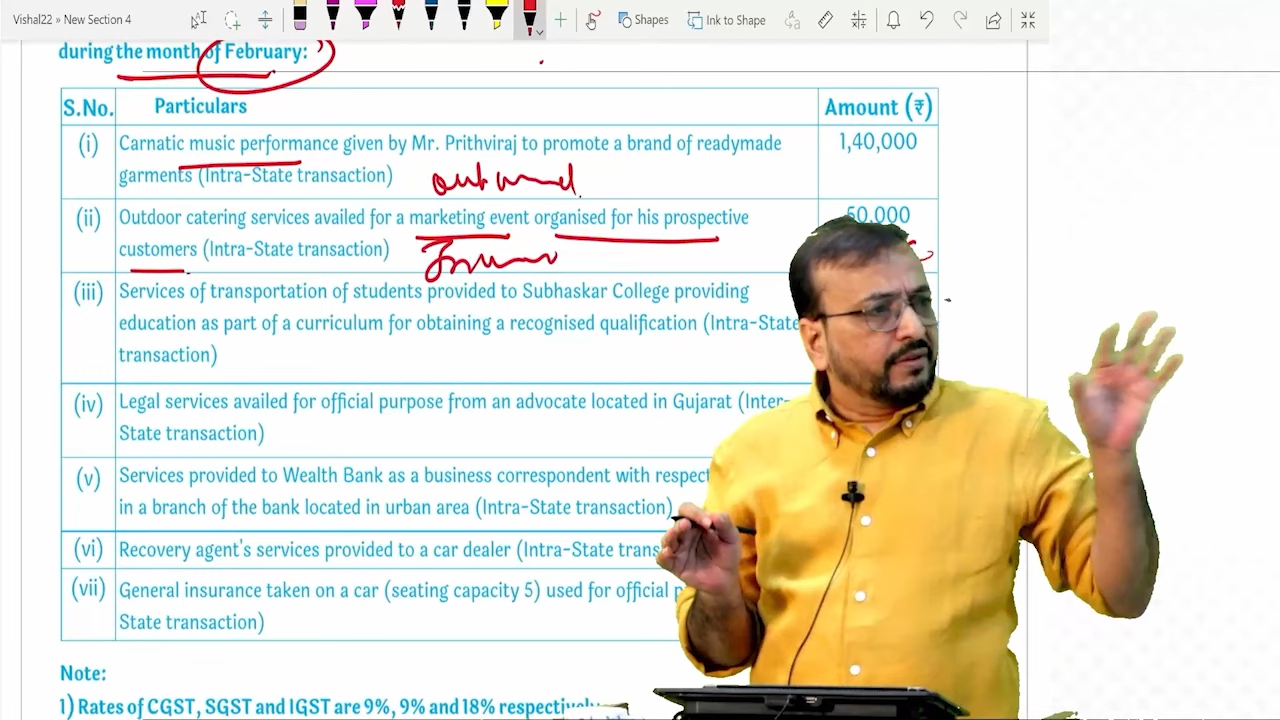 Vishal22 » New Section 4
Shapes
Ink to Shape
during the month of February:
S.No. Particulars Amount (₹)
(i) Carnatic music performance given by Mr. Prithviraj to promote a brand of readymade 1,40,000
garments (Intra-State transaction)
(ii) Outdoor catering services availed for a marketing event organised for his prospective 50,000
customers (Intra-State transaction)
(iii) Services of transportation of students provided to Subhaskar College providing
education as part of a curriculum for obtaining a recognised qualification (Intra-State
transaction)
(iv) Legal services availed for official purpose from an advocate located in Gujarat (Inter-
State transaction)
(v) Services provided to Wealth Bank as a business correspondent with respect
in a branch of the bank located in urban area (Intra-State transaction)
(vi) Recovery agent's services provided to a car dealer (Intra-State trans
(vii) General insurance taken on a car (seating capacity 5) used for official p
State transaction)
Note:
1) Rates of CGST, SGST and IGST are 9%, 9% and 18% respectively